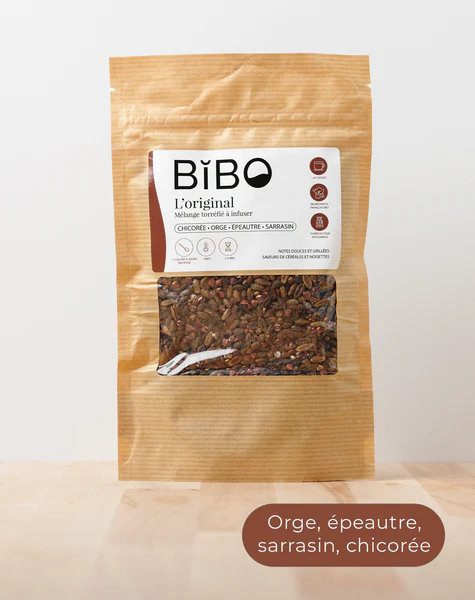 BIBO
L'original
Mélange torréfié à infuser
CHICORÉE • ORGE • ÉPEAUTRE • SARRASIN
NOTES DOUCES ET GRILLÉES
SAVEURS DE CÉRÉALES ET NOISETTES
Orge, épeautre,
sarrasin, chicorée